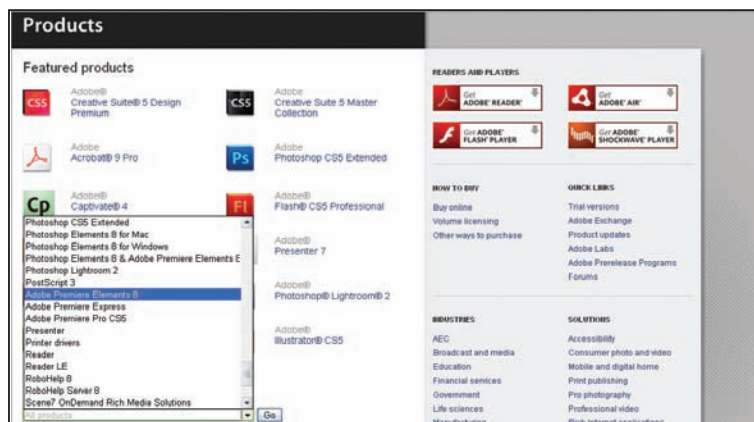 Products
Featured products
CS5
Adobe®
Creative Suite® 5 Design
Premium
CS5
Adobe
Creative Suite 5 Master
Collection
Adobe®
Acrobat® 9 Pro
Ps
Adobe
Photoshop CS5 Extended
Cp
Adobe®
Captivate® 4
Fl
Adobe®
Flash® CS5 Professional
Adobe®
Presenter 7
Adobe®
Photoshop® Lightroom® 2
Adobe®
Illustrator® CS5
Photoshop CS5 Extended
Photoshop Elements 8 for Mac
Photoshop Elements 8 for Windows
Photoshop Elements 8 & Adobe Premiere Elements 8
Photoshop Lightroom 2
PostScript 3
Adobe Premiere Elements 8
Adobe Premiere Express
Adobe Premiere Pro CS5
Presenter
Printer drivers
Reader
Reader LE
RoboHelp 8
RoboHelp Server 8
Scene7 OnDemand Rich Media Solutions
All products
Go
READERS AND PLAYERS
Get
ADOBE® READER®
Get
ADOBE® AIR®
Get ADOBE®
FLASH® PLAYER
Get ADOBE®
SHOCKWAVE® PLAYER
HOW TO BUY
Buy online
Volume licensing
Other ways to purchase
QUICK LINKS
Trial versions
Adobe Exchange
Product updates
Adobe Labs
Adobe Prerelease Programs
Forums
INDUSTRIES
AEC
Broadcast and media
Education
Financial services
Government
Life sciences
SOLUTIONS
Accessibility
Consumer photo and video
Mobile and digital home
Print publishing
Pro photography
Professional video